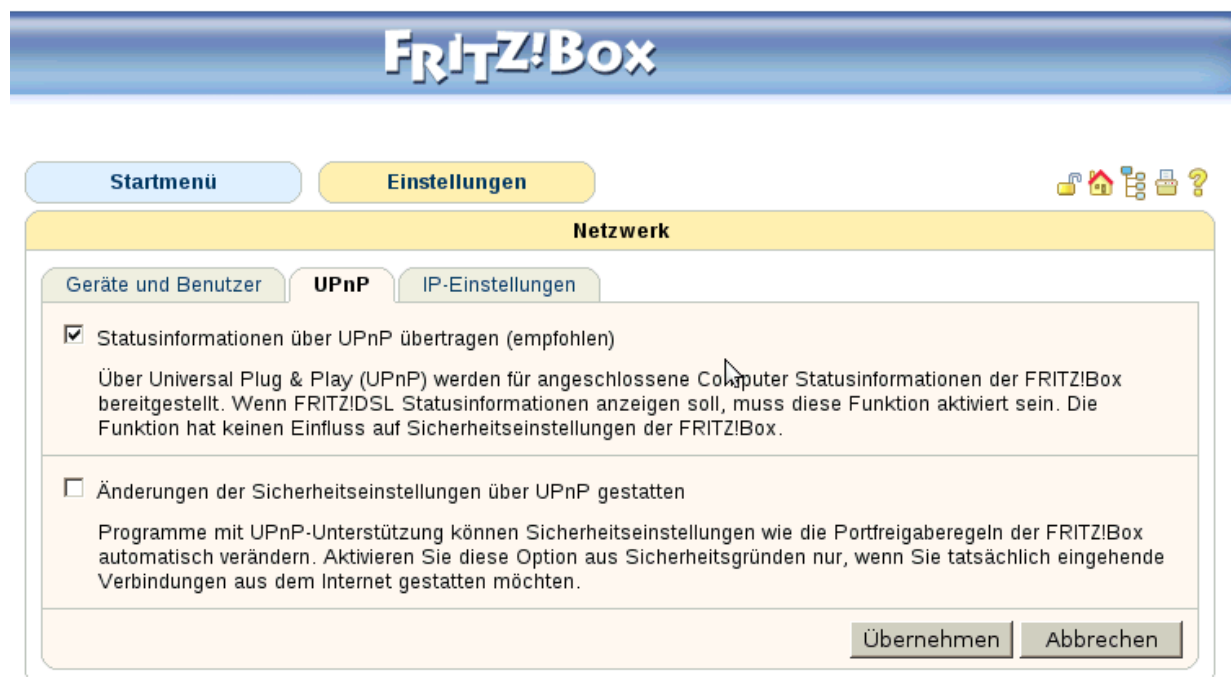 FRITZ!Box
Startmenü
Einstellungen
Netzwerk
Geräte und Benutzer
UPnP
IP-Einstellungen
Statusinformationen über UPnP übertragen (empfohlen)
Über Universal Plug & Play (UPnP) werden für angeschlossene Computer Statusinformationen der FRITZ!Box
bereitgestellt. Wenn FRITZ!DSL Statusinformationen anzeigen soll, muss diese Funktion aktiviert sein. Die
Funktion hat keinen Einfluss auf Sicherheitseinstellungen der FRITZ!Box.
Änderungen der Sicherheitseinstellungen über UPnP gestatten
Programme mit UPnP-Unterstützung können Sicherheitseinstellungen wie die Portfreigaberegeln der FRITZ!Box
automatisch verändern. Aktivieren Sie diese Option aus Sicherheitsgründen nur, wenn Sie tatsächlich eingehende
Verbindungen aus dem Internet gestatten möchten.
Übernehmen
Abbrechen